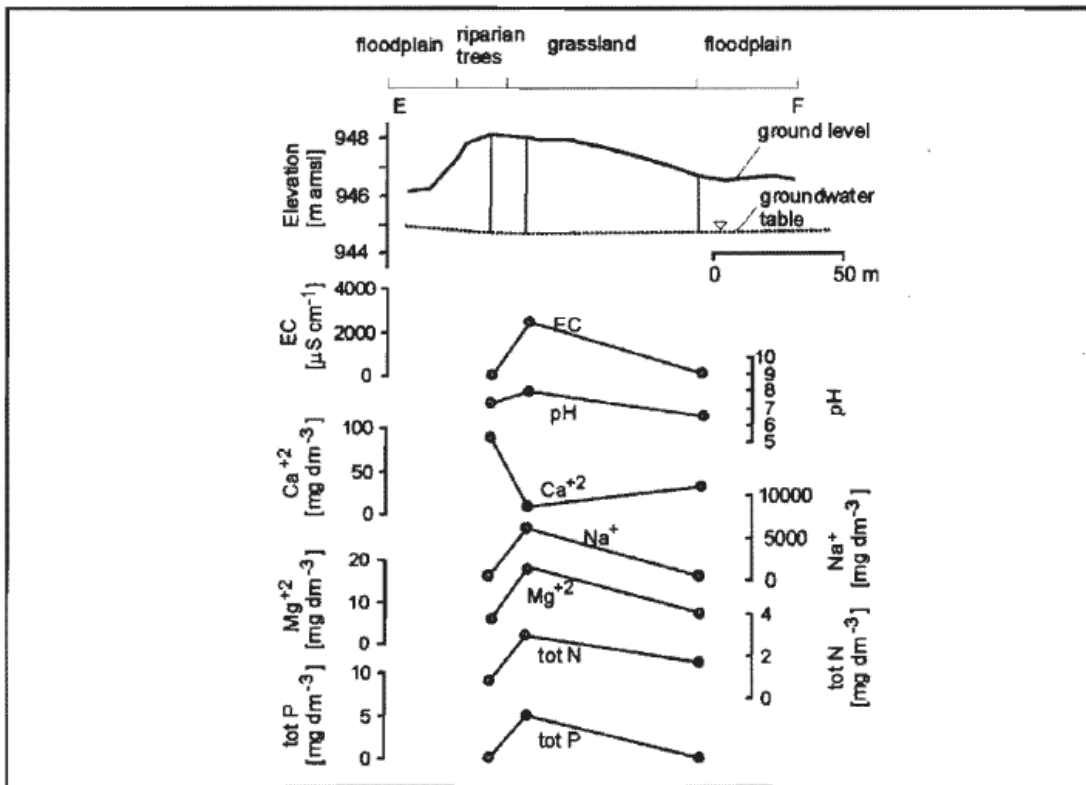 floodplain riparian trees grassland floodplain
E F
Elevation [m amsl]
948
946
944
ground level
groundwater table
0 50 m
EC [µS cm⁻¹]
4000
2000
0
EC
pH
10
9
8
7
6
5
pH
Ca⁺² [mg dm⁻³]
100
50
0
Ca⁺²
Na⁺
10000
5000
0
Na⁺ [mg dm⁻³]
Mg⁺² [mg dm⁻³]
20
10
0
Mg⁺²
tot N
4
2
0
tot N [mg dm⁻³]
tot P [mg dm⁻³]
10
5
0
tot P